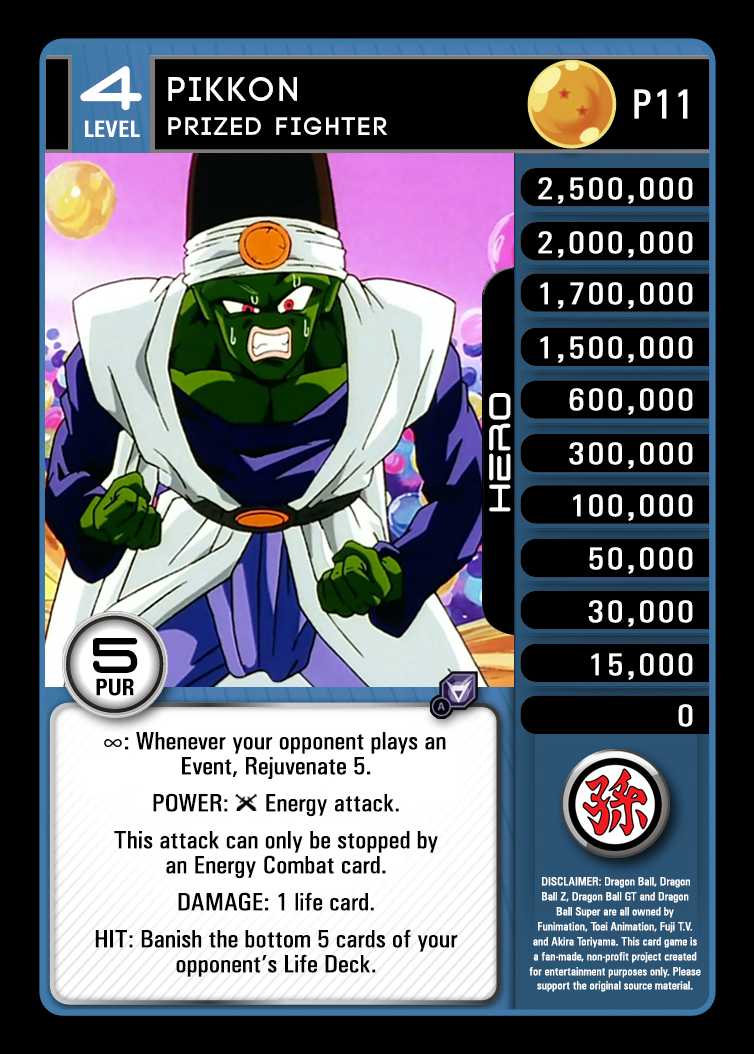 4
LEVEL
PIKKON
PRIZED FIGHTER
P11
2,500,000
2,000,000
1,700,000
1,500,000
600,000
300,000
100,000
50,000
30,000
15,000
0
HERO
5
PUR
A
∞: Whenever your opponent plays an
Event, Rejuvenate 5.
POWER: Energy attack.
This attack can only be stopped by
an Energy Combat card.
DAMAGE: 1 life card.
HIT: Banish the bottom 5 cards of your
opponent's Life Deck.
孫
DISCLAIMER: Dragon Ball, Dragon
Ball Z, Dragon Ball GT and Dragon
Ball Super are all owned by
Funimation, Toei Animation, Fuji T.V.
and Akira Toriyama. This card game is
a fan-made, non-profit project created
for entertainment purposes only. Please
support the original source material.